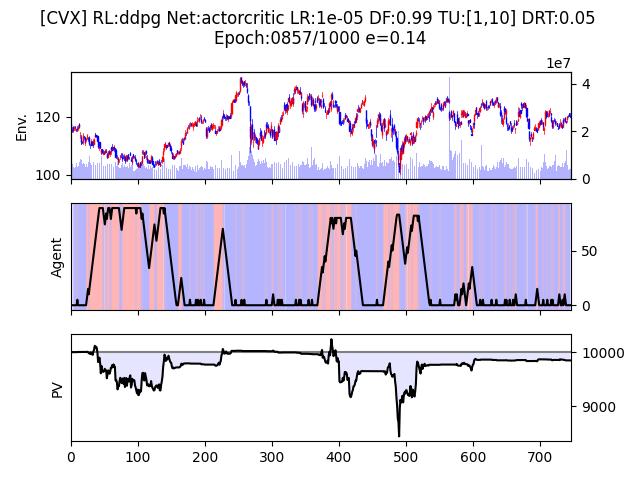 [CVX] RL:ddpg Net:actorcritic LR:1e-05 DF:0.99 TU:[1,10] DRT:0.05
Epoch:0857/1000 e=0.14
1e7
Env.
120
100
4
2
0
Agent
50
0
PV
10000
9000
0 100 200 300 400 500 600 700